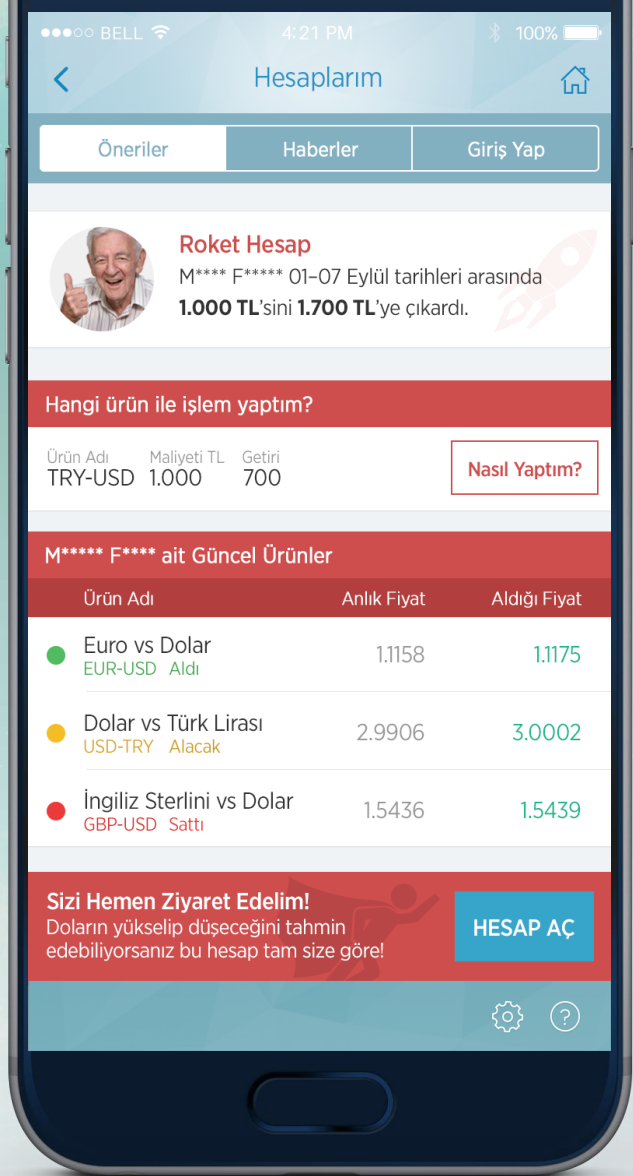 BELL 4:21 PM 100%
Hesaplarım
Öneriler Haberler Giriş Yap
Roket Hesap
M**** F***** 01–07 Eylül tarihleri arasında
1.000 TL'sini 1.700 TL'ye çıkardı.
Hangi ürün ile işlem yaptım?
Ürün Adı Maliyeti TL Getiri
TRY-USD 1.000 700
Nasıl Yaptım?
M***** F**** ait Güncel Ürünler
Ürün Adı Anlık Fiyat Aldığı Fiyat
Euro vs Dolar 1.1158 1.1175
EUR-USD Aldı
Dolar vs Türk Lirası 2.9906 3.0002
USD-TRY Alacak
İngiliz Sterlini vs Dolar 1.5436 1.5439
GBP-USD Sattı
Sizi Hemen Ziyaret Edelim!
Doların yükselip düşeceğini tahmin
edebiliyorsanız bu hesap tam size göre!
HESAP AÇ
?